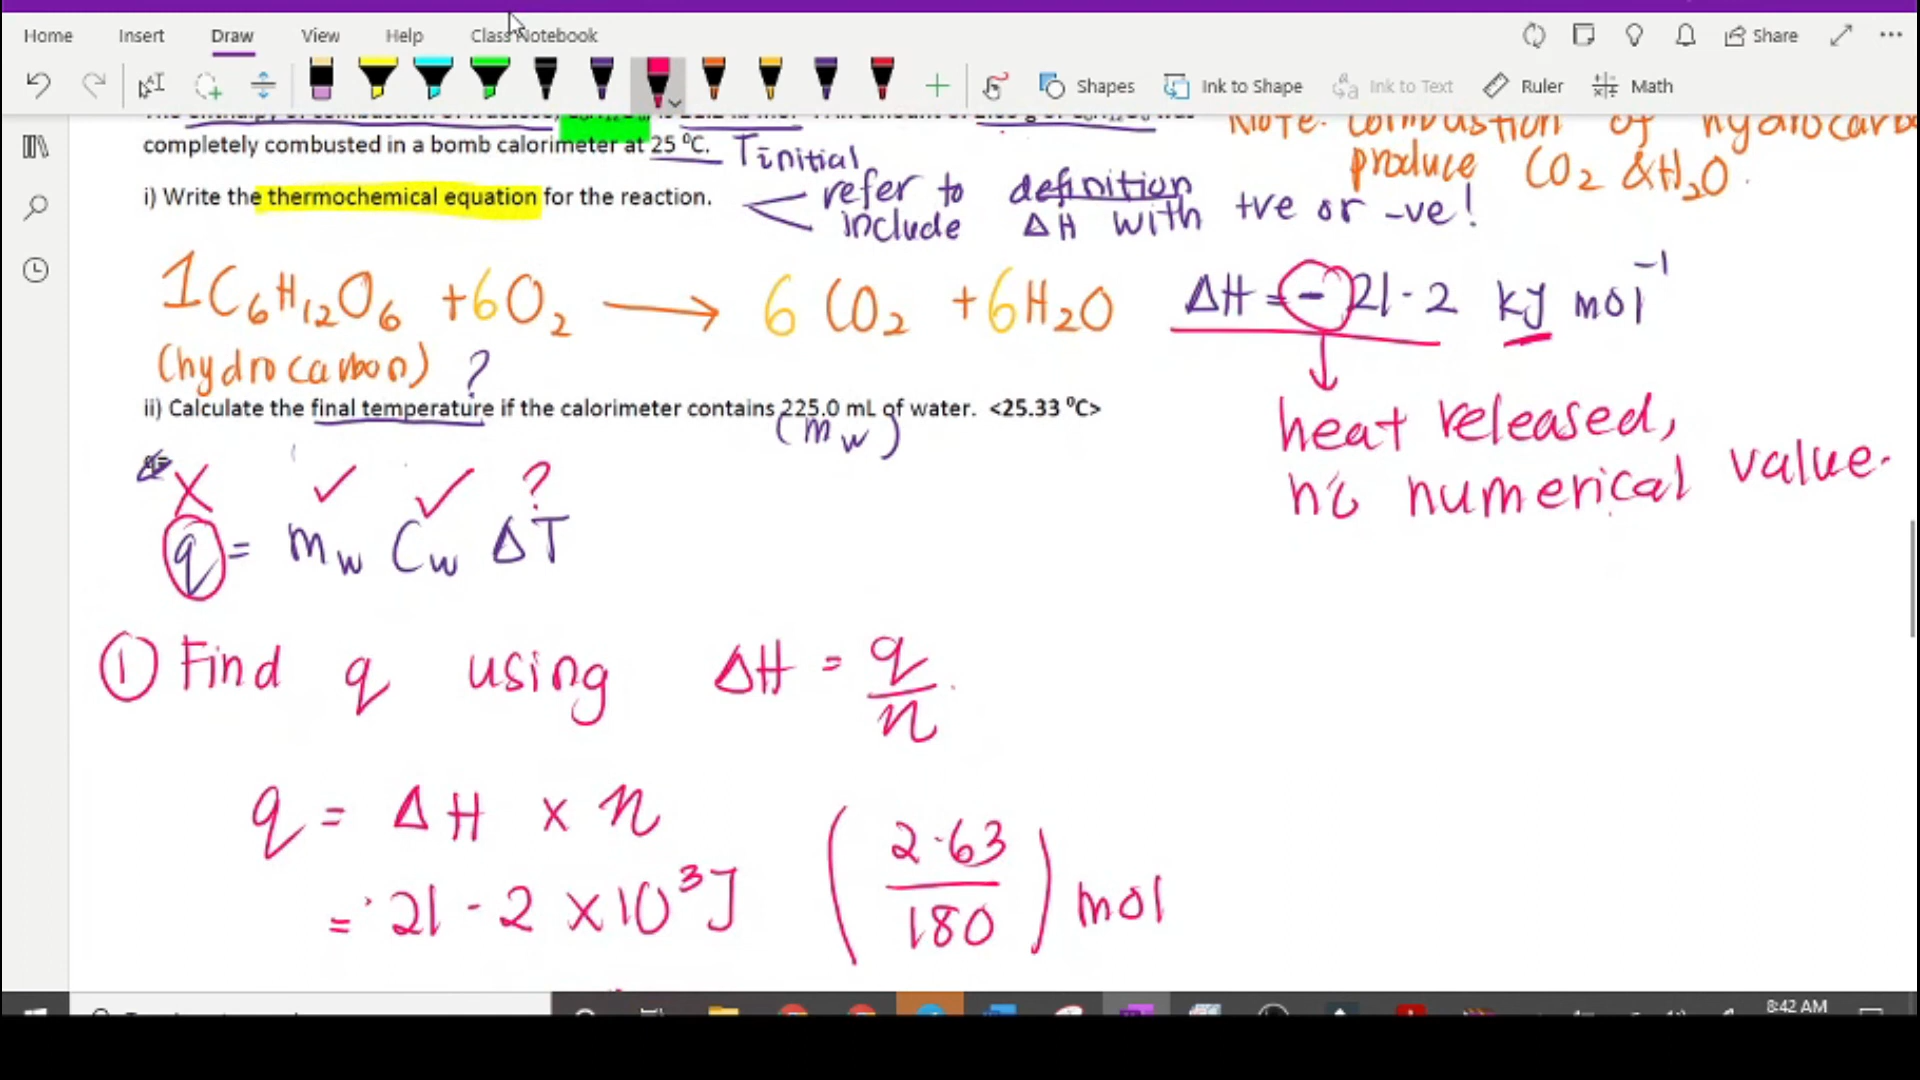 Home Insert Draw View Help Class Notebook Share
Shapes Ink to Shape Ink to Text Ruler Math
completely combusted in a bomb calorimeter at 25 ⁰C. Tinitial
Note: combustion of hydrocarb
produce CO₂ & H₂O.
i) Write the thermochemical equation for the reaction.
refer to definition
include ΔH with +ve or -ve!
1C₆H₁₂O₆ + 6O₂ → 6 CO₂ + 6H₂O ΔH = -21.2 kJ mol⁻¹
(hydrocarbon) ?
ii) Calculate the final temperature if the calorimeter contains 225.0 mL of water. <25.33 ⁰C>
(mw)
heat released,
numerical value.
X ✓ ✓ ?
q = mw Cw ΔT
① Find q using ΔH = q/n
q = ΔH x n
= 21.2 x 10³ J (2.63/180) mol
8:42 AM